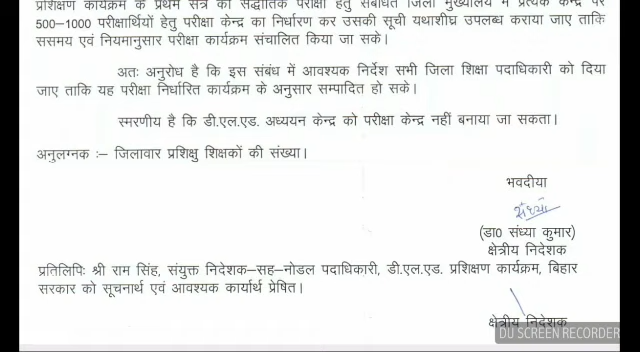 प्रशिक्षण कार्यक्रम के प्रथम सत्र की सैद्धांतिक परीक्षा हेतु संबंधित जिला मुख्यालय में प्रत्येक केन्द्र पर
500–1000 परीक्षार्थियों हेतु परीक्षा केन्द्र का निर्धारण कर उसकी सूची यथाशीघ्र उपलब्ध कराया जाए ताकि
ससमय एवं नियमानुसार परीक्षा कार्यक्रम संचालित किया जा सके।
अतः अनुरोध है कि इस संबंध में आवश्यक निर्देश सभी जिला शिक्षा पदाधिकारी को दिया
जाए ताकि यह परीक्षा निर्धारित कार्यक्रम के अनुसार सम्पादित हो सके।
स्मरणीय है कि डी.एल.एड. अध्ययन केन्द्र को परीक्षा केन्द्र नहीं बनाया जा सकता।
अनुलग्नक :– जिलावार प्रशिक्षु शिक्षकों की संख्या।
भवदीया
संध्या
(डा0 संध्या कुमार)
क्षेत्रीय निदेशक
प्रतिलिपिः श्री राम सिंह, संयुक्त निदेशक–सह–नोडल पदाधिकारी, डी.एल.एड. प्रशिक्षण कार्यक्रम, बिहार
सरकार को सूचनार्थ एवं आवश्यक कार्यार्थ प्रेषित।
क्षेत्रीय निदेशक
DU SCREEN RECORDER